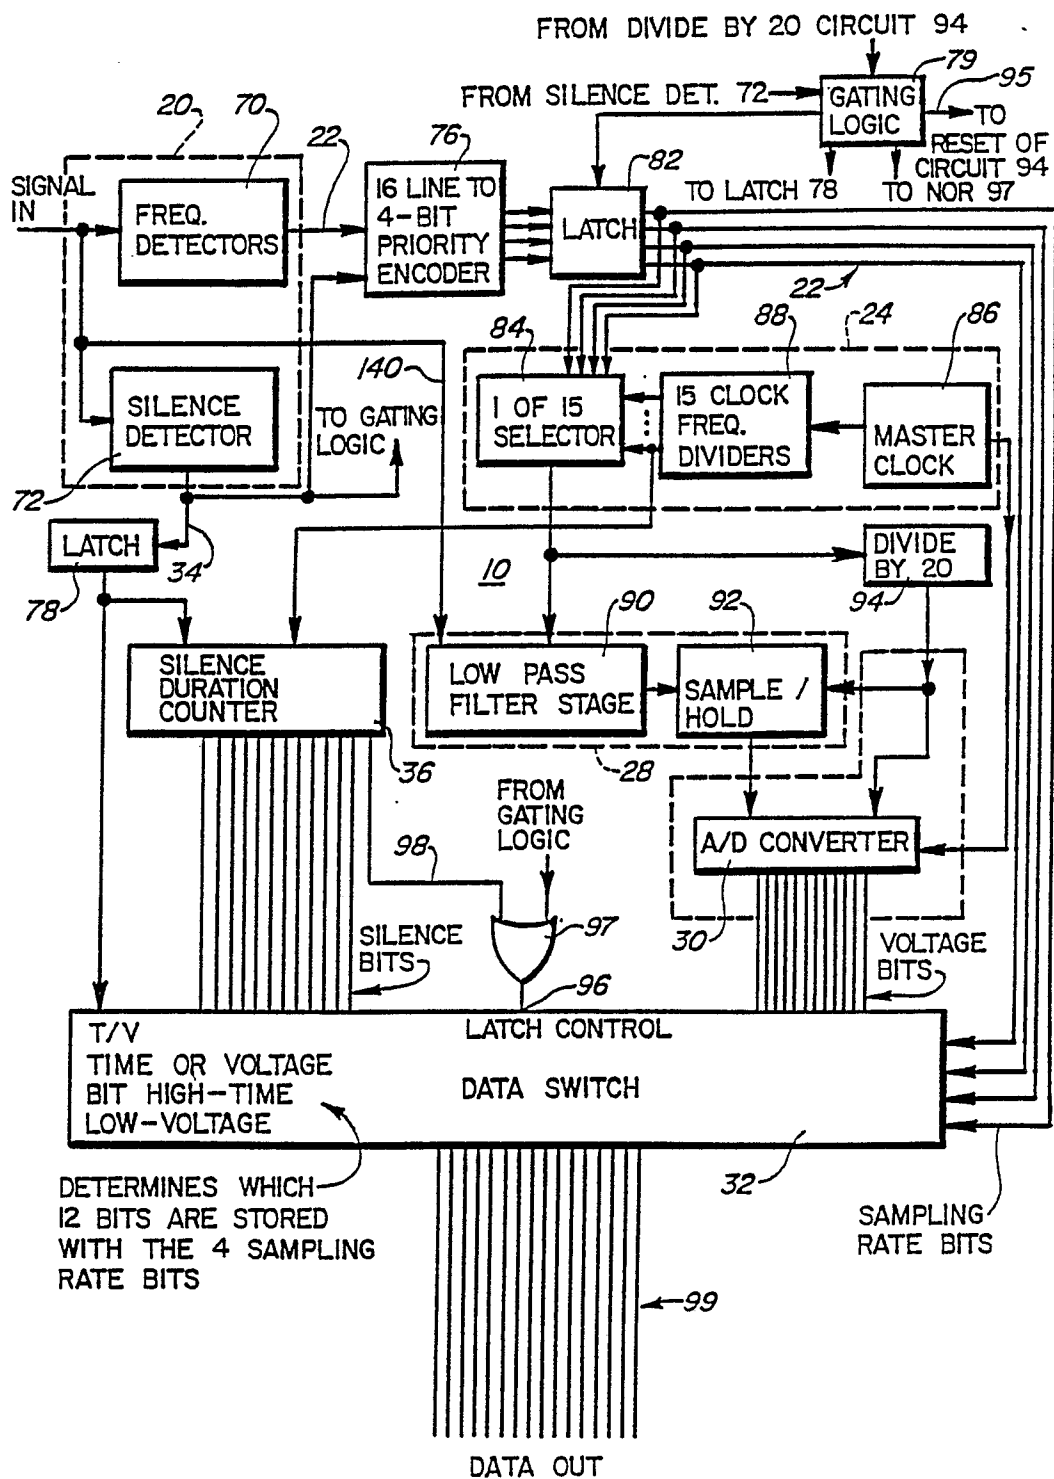 FROM DIVIDE BY 20 CIRCUIT 94
79
95
FROM SILENCE DET. 72
GATING
LOGIC
TO
RESET OF
CIRCUIT 94
TO LATCH 78
TO NOR 97
20
70
22
76
82
SIGNAL
IN
FREQ.
DETECTORS
16 LINE TO
4-BIT
PRIORITY
ENCODER
LATCH
22
84
88
24
86
140
SILENCE
DETECTOR
TO GATING
LOGIC
1 OF 15
SELECTOR
15 CLOCK
FREQ.
DIVIDERS
MASTER
CLOCK
72
LATCH
34
78
10
DIVIDE
BY 20
94
90
92
SILENCE
DURATION
COUNTER
LOW PASS
FILTER STAGE
SAMPLE /
HOLD
36
28
FROM
GATING
LOGIC
98
A/D CONVERTER
97
30
SILENCE
BITS
VOLTAGE
BITS
96
T/V
TIME OR VOLTAGE
BIT HIGH-TIME
LOW-VOLTAGE
LATCH CONTROL
DATA SWITCH
32
DETERMINES WHICH
12 BITS ARE STORED
WITH THE 4 SAMPLING
RATE BITS
SAMPLING
RATE BITS
99
DATA OUT